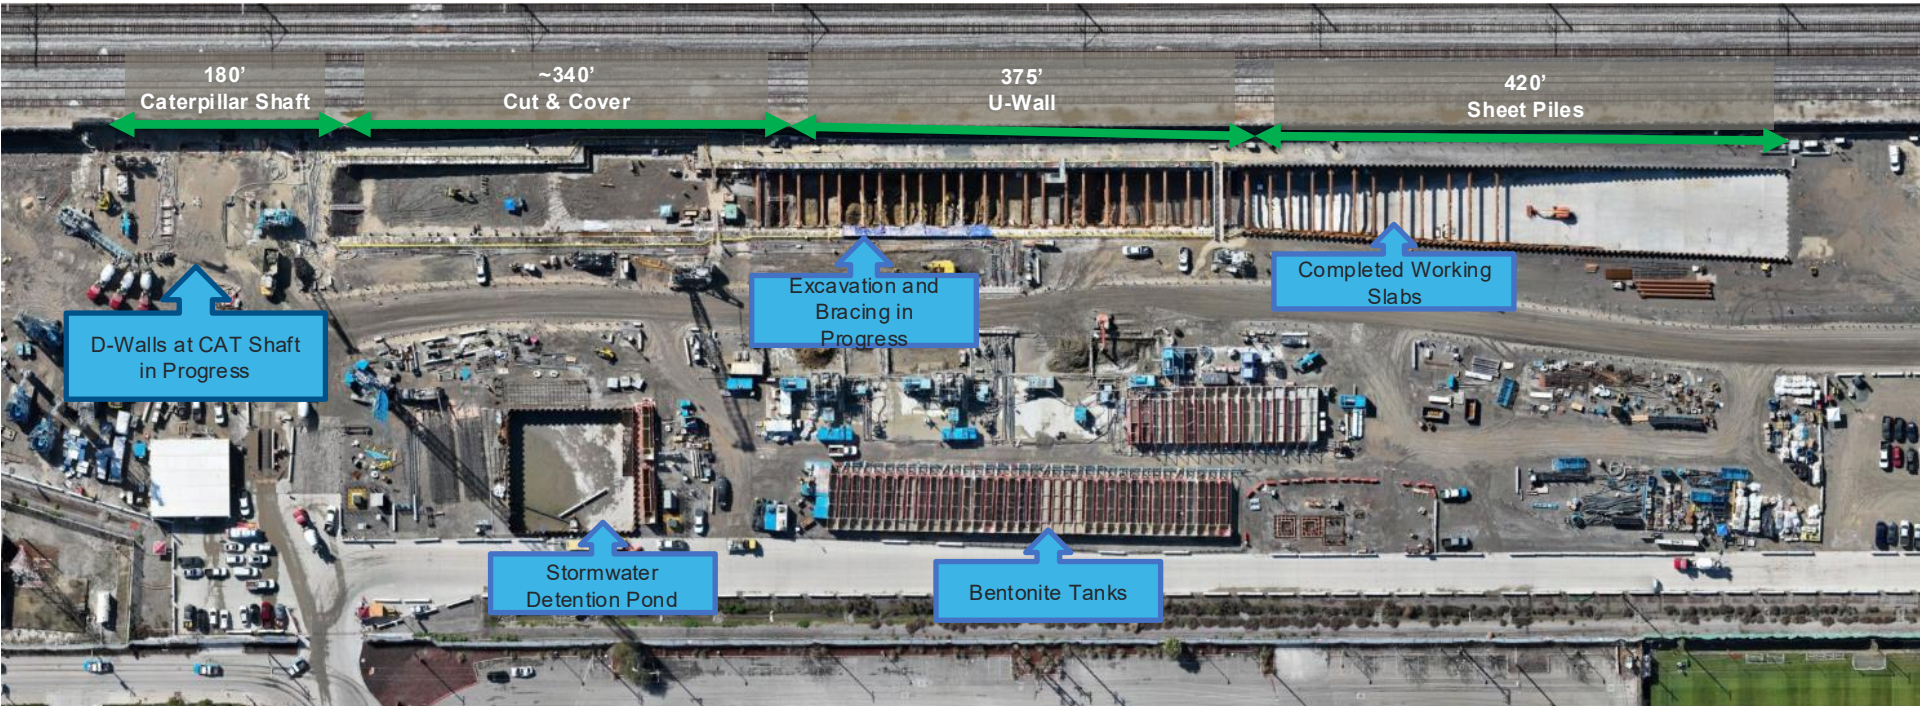 180’
Caterpillar Shaft
~340’
Cut & Cover
375’
U-Wall
420’
Sheet Piles
Excavation and
Bracing in
Progress
Completed Working
Slabs
D-Walls at CAT Shaft
in Progress
Stormwater
Detention Pond
Bentonite Tanks